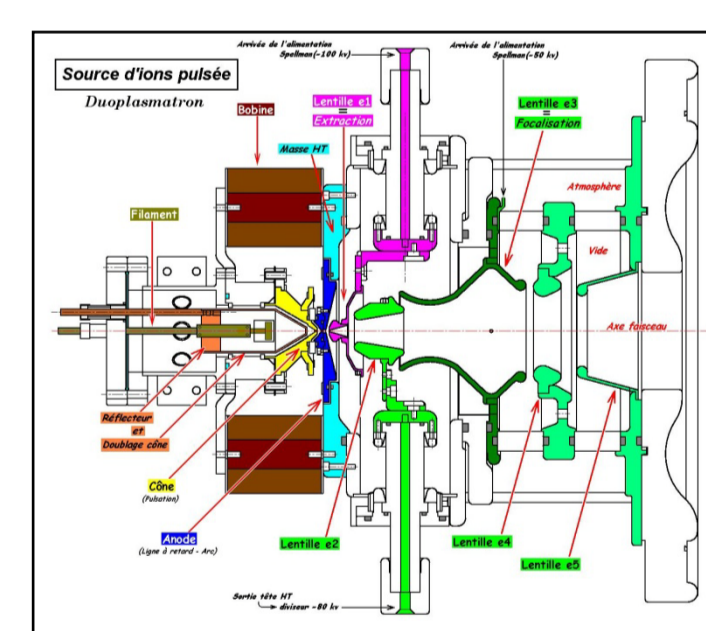 Arrivée de l'alimentation
Spellman(-100 kv)
Arrivée de l'alimentation
Spellman(-50 kv)
Source d'ions pulsée
Duoplasmatron
Bobine
Lentille e1
=
Extraction
Lentille e3
=
Focalisation
Masse HT
Atmosphère
Filament
Vide
Axe faisceau
Réflecteur
et
Doublage cône
Cône
(Pulsation)
Anode
(Ligne à retard - Arc)
Lentille e2
Lentille e4
Lentille e5
Sortie tête HT
diviseur -80 kv